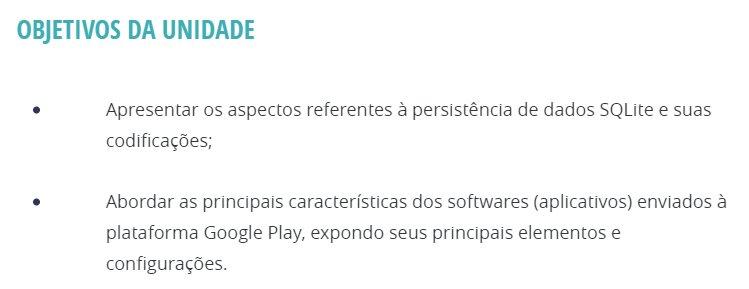 OBJETIVOS DA UNIDADE
• Apresentar os aspectos referentes à persistência de dados SQLite e suas
codificações;
• Abordar as principais características dos softwares (aplicativos) enviados à
plataforma Google Play, expondo seus principais elementos e
configurações.